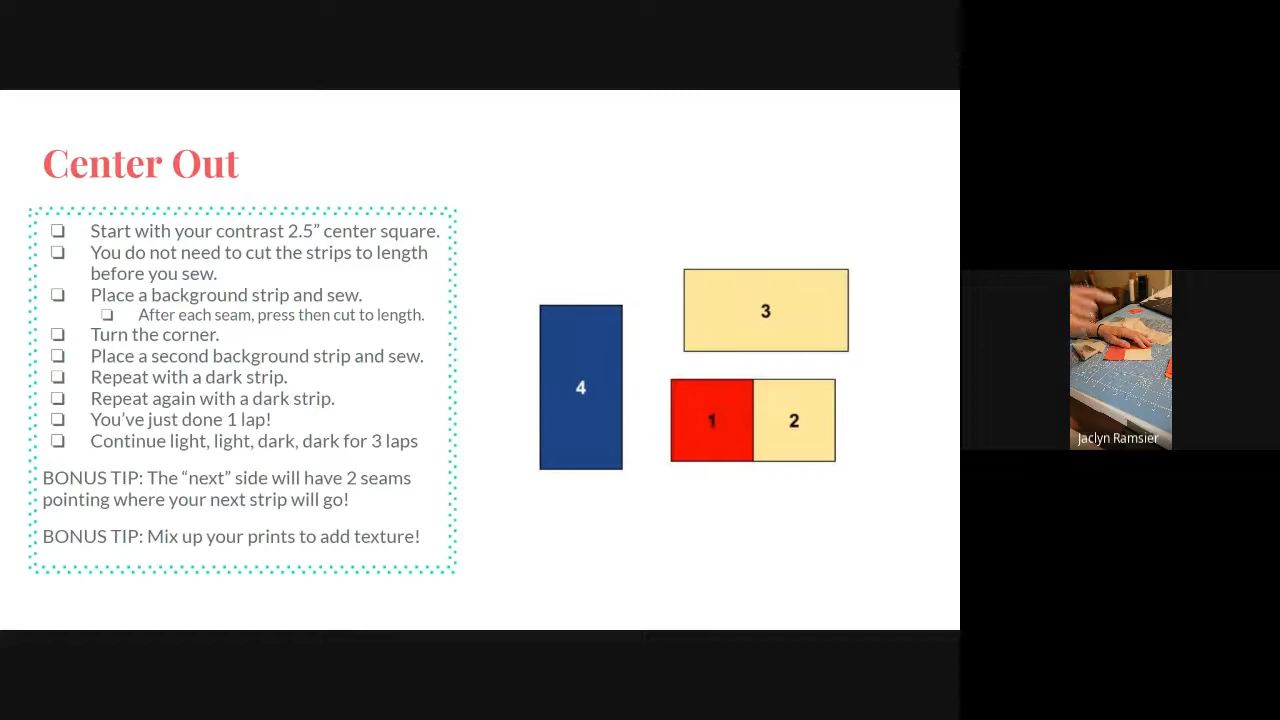 Center Out
❏ Start with your contrast 2.5” center square.
❏ You do not need to cut the strips to length
before you sew.
❏ Place a background strip and sew.
❏ After each seam, press then cut to length.
❏ Turn the corner.
❏ Place a second background strip and sew.
❏ Repeat with a dark strip.
❏ Repeat again with a dark strip.
❏ You’ve just done 1 lap!
❏ Continue light, light, dark, dark for 3 laps
BONUS TIP: The “next” side will have 2 seams
pointing where your next strip will go!
BONUS TIP: Mix up your prints to add texture!
3
4
1 2
Jaclyn Ramsier